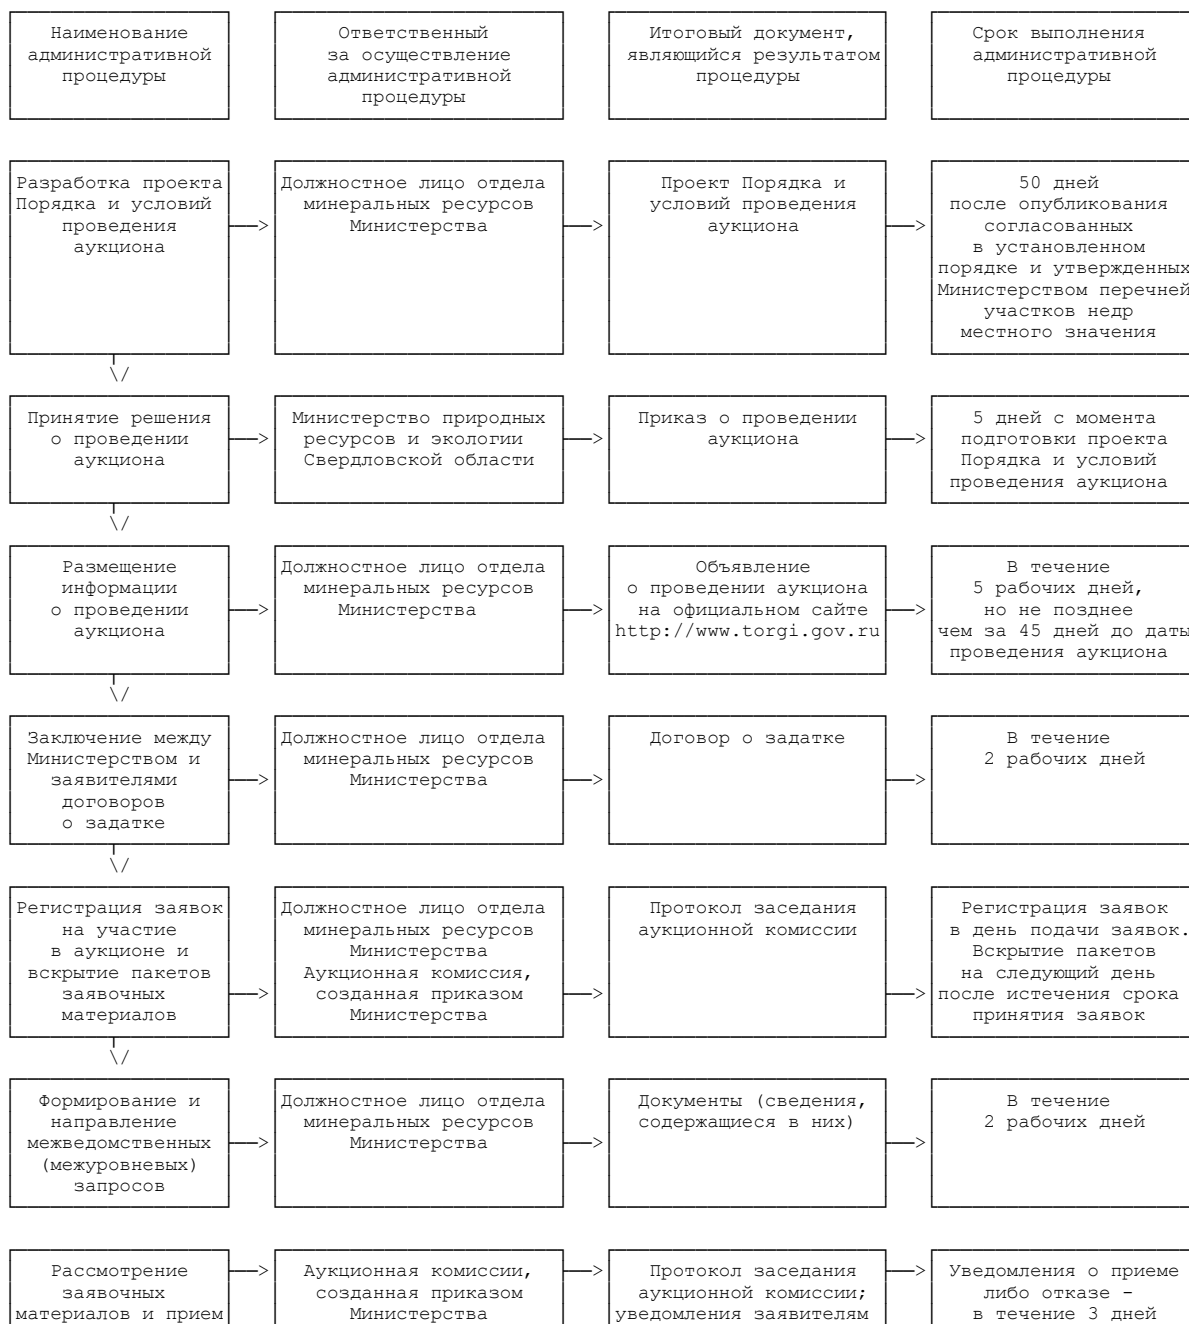 Наименование
административной
процедуры
Ответственный
за осуществление
административной
процедуры
Итоговый документ,
являющийся результатом
процедуры
Срок выполнения
административной
процедуры
Разработка проекта
Порядка и условий
проведения
аукциона
Должностное лицо отдела
минеральных ресурсов
Министерства
Проект Порядка и
условий проведения
аукциона
50 дней
после опубликования
согласованных
в установленном
порядке и утвержденных
Министерством перечней
участков недр
местного значения
Принятие решения
о проведении
аукциона
Министерство природных
ресурсов и экологии
Свердловской области
Приказ о проведении
аукциона
5 дней с момента
подготовки проекта
Порядка и условий
проведения аукциона
Размещение
информации
о проведении
аукциона
Должностное лицо отдела
минеральных ресурсов
Министерства
Объявление
о проведении аукциона
на официальном сайте
http://www.torgi.gov.ru
В течение
5 рабочих дней,
но не позднее
чем за 45 дней до даты
проведения аукциона
Заключение между
Министерством и
заявителями
договоров
о задатке
Должностное лицо отдела
минеральных ресурсов
Министерства
Договор о задатке
В течение
2 рабочих дней
Регистрация заявок
на участие
в аукционе и
вскрытие пакетов
заявочных
материалов
Должностное лицо отдела
минеральных ресурсов
Министерства
Аукционная комиссия,
созданная приказом
Министерства
Протокол заседания
аукционной комиссии
Регистрация заявок
в день подачи заявок.
Вскрытие пакетов
на следующий день
после истечения срока
принятия заявок
Формирование и
направление
межведомственных
(межуровневых)
запросов
Должностное лицо отдела
минеральных ресурсов
Министерства
Документы (сведения,
содержащиеся в них)
В течение
2 рабочих дней
Рассмотрение
заявочных
материалов и прием
Аукционная комиссии,
созданная приказом
Министерства
Протокол заседания
аукционной комиссии;
уведомления заявителям
Уведомления о приеме
либо отказе -
в течение 3 дней